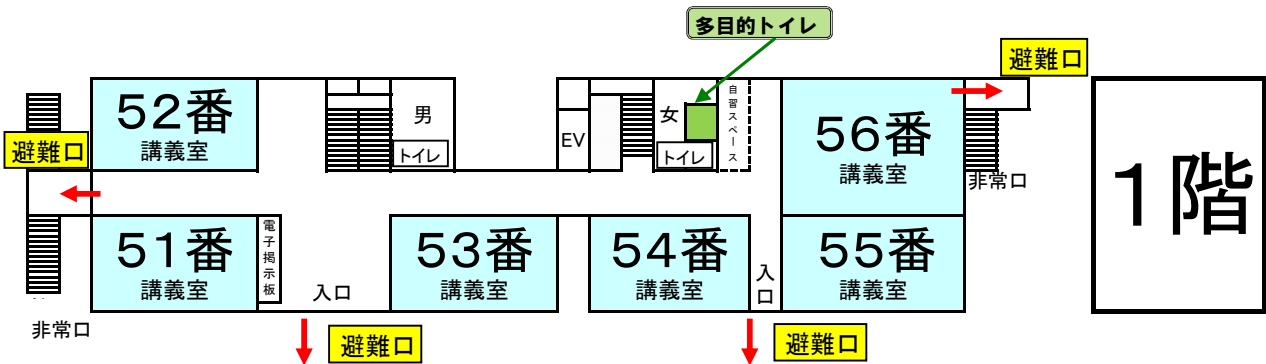 多目的トイレ
避難口
52番
講義室
男
トイレ
EV
女
トイレ
自習スペース
56番
講義室
非常口
1階
避難口
51番
講義室
電子掲示板
入口
53番
講義室
54番
講義室
入口
55番
講義室
非常口
避難口
避難口